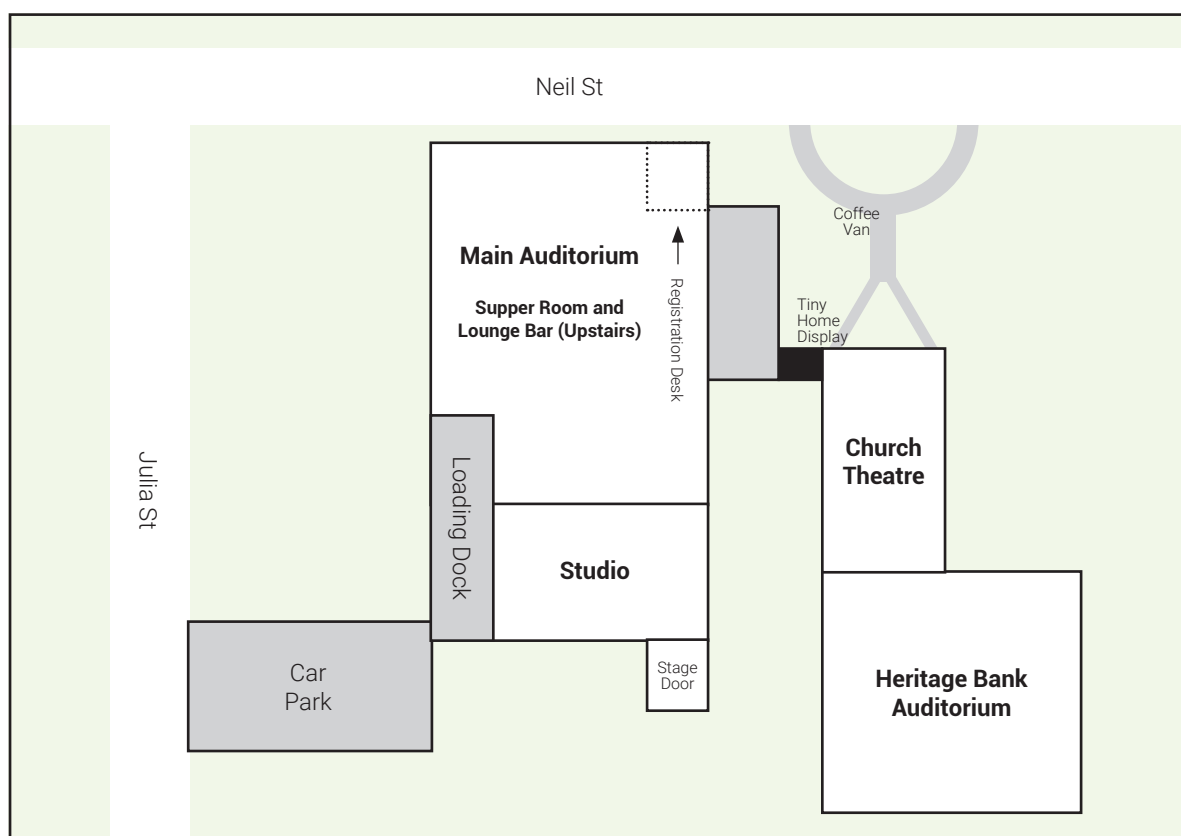 Neil St
Coffee
Van
Main Auditorium
Supper Room and
Lounge Bar (Upstairs)
Registration Desk
Tiny
Home
Display
Church
Theatre
Julia St
Loading Dock
Studio
Car
Park
Stage
Door
Heritage Bank
Auditorium